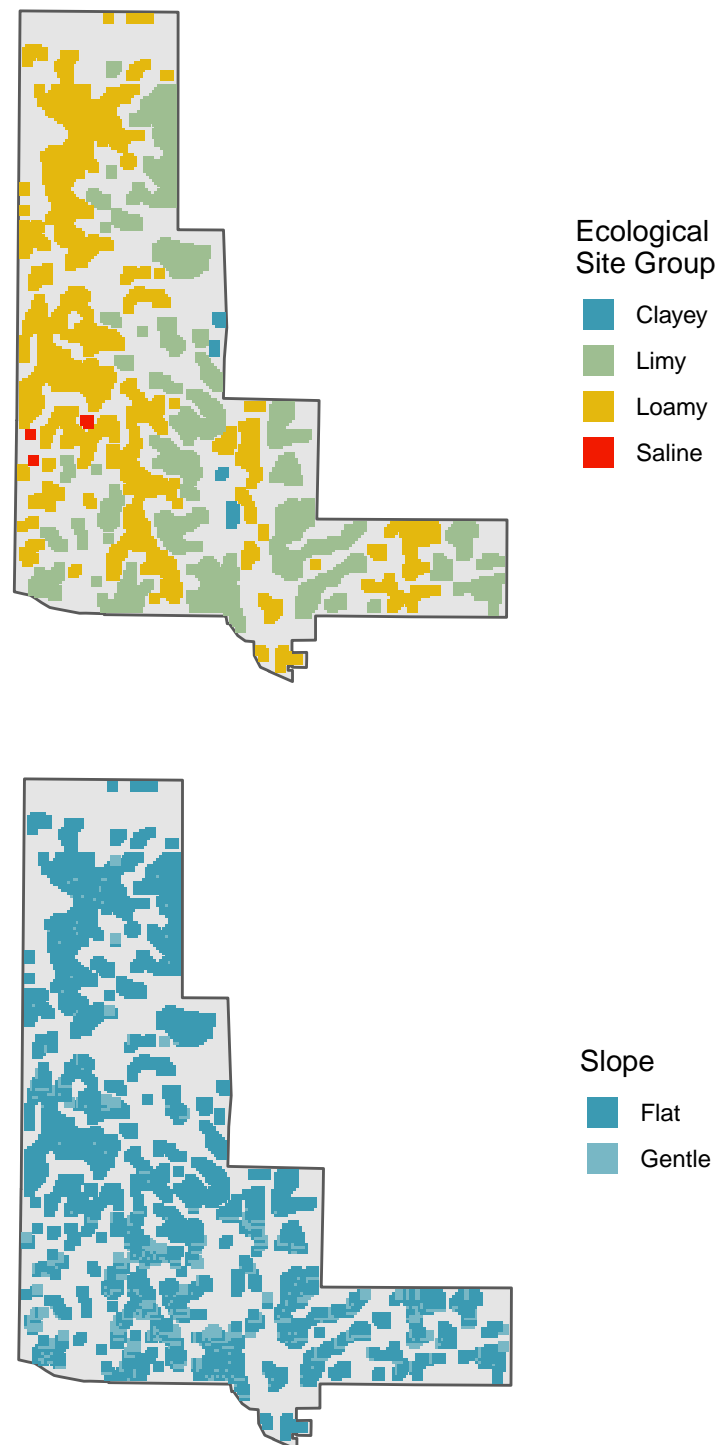 Ecological
Site Group
Clayey
Limy
Loamy
Saline
Slope
Flat
Gentle